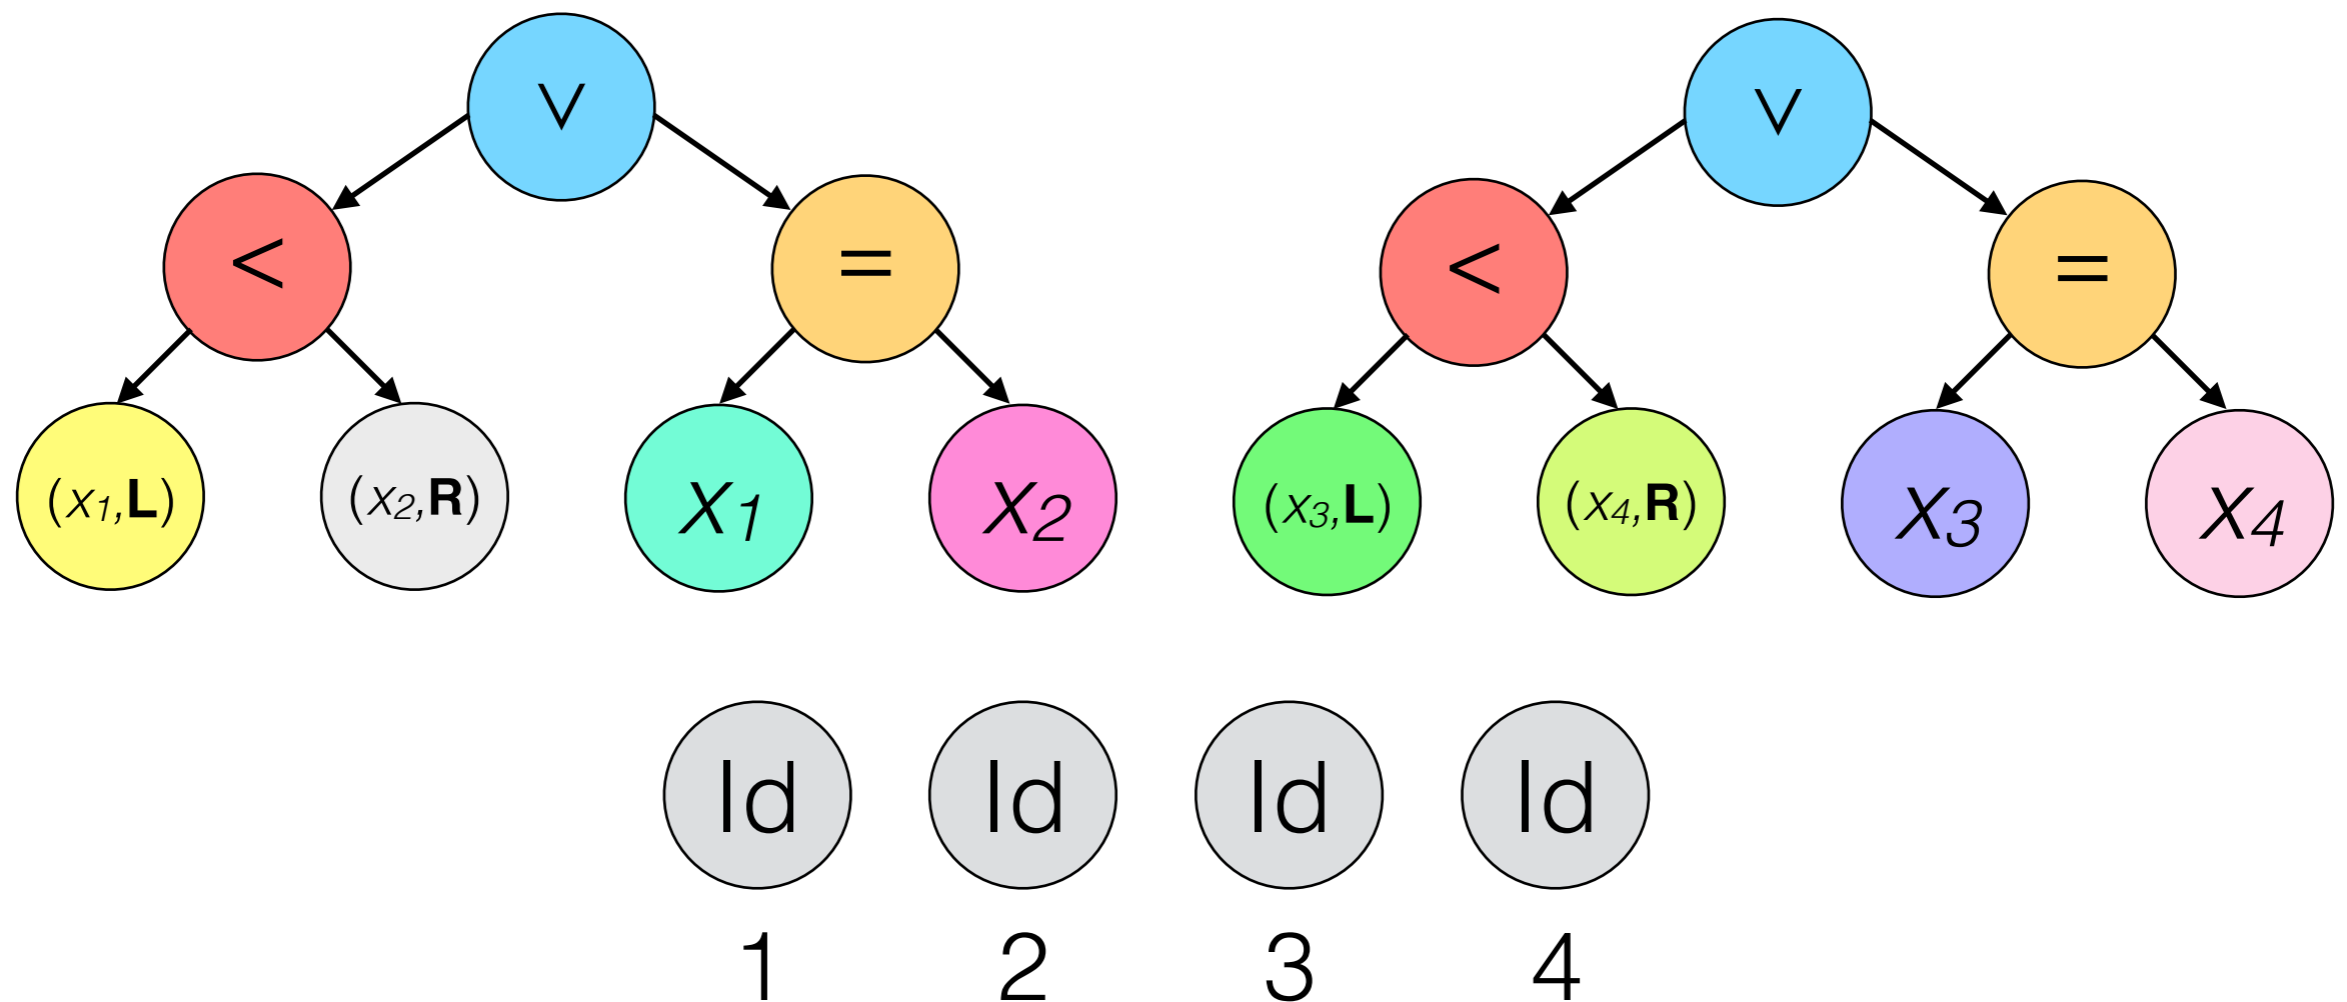 ∨ ∨
< = < =
(x₁,L) (x₂,R) x₁ x₂ (x₃,L) (x₄,R) x₃ x₄
Id Id Id Id
1 2 3 4